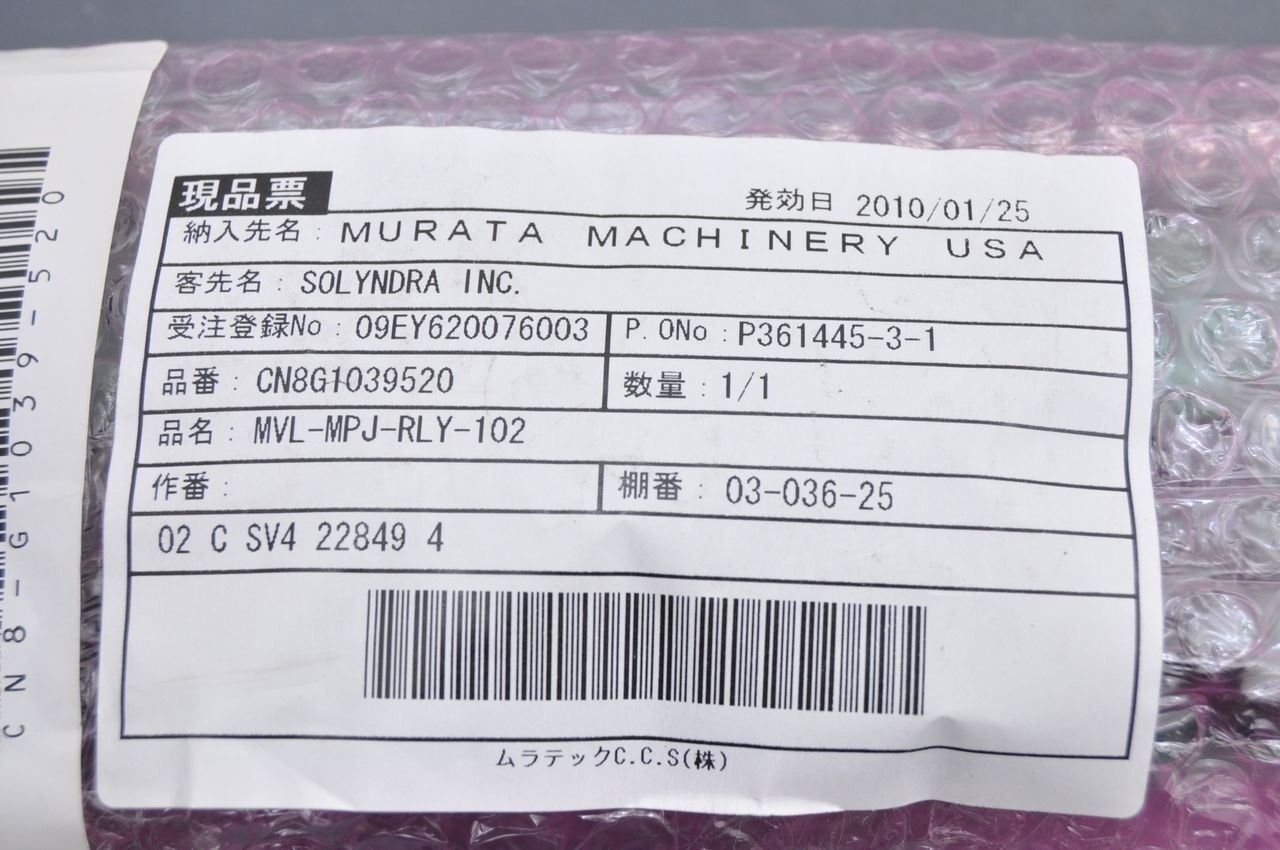 現品票
発効日 2010/01/25
納入先名: MURATA MACHINERY USA
客先名: SOLYNDRA INC.
受注登録No: 09EY620076003
P.ONo: P361445-3-1
品番: CN8G1039520
数量: 1/1
品名: MVL-MPJ-RLY-102
作番:
棚番: 03-036-25
02 C SV4 22849 4
ムラテックC.C.S(株)
CN8-G1039-520